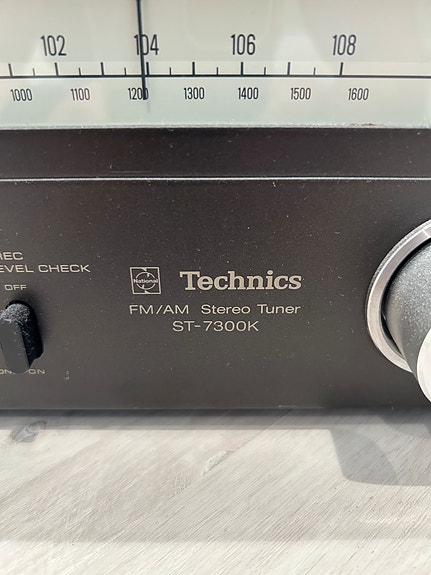 102 104 106 108
1000 1100 1200 1300 1400 1500 1600
REC
LEVEL CHECK
OFF
ON
National Technics
FM/AM Stereo Tuner
ST-7300K